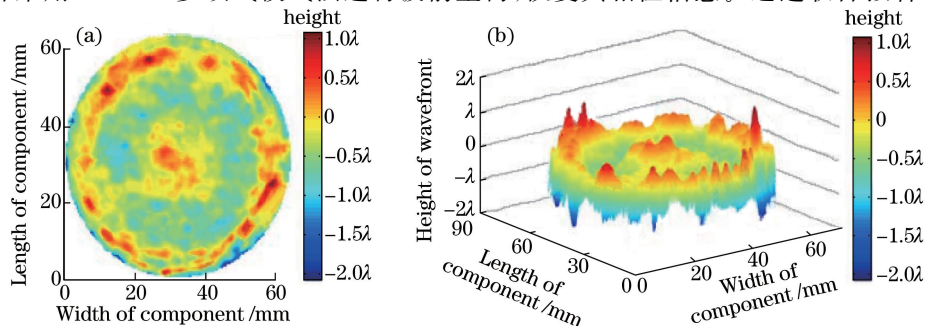 height
(a)
1.0λ
0.5λ
0
−0.5λ
−1.0λ
−1.5λ
−2.0λ
60
40
20
0
Length of component /mm
0 20 40 60
Width of component /mm
height
(b)
1.0λ
0.5λ
0
−0.5λ
−1.0λ
−1.5λ
−2.0λ
2λ
λ
0
−λ
−2λ
Height of wavefront
90
60
30
0
Length of
component /mm
0 20 40 60
Width of
component /mm